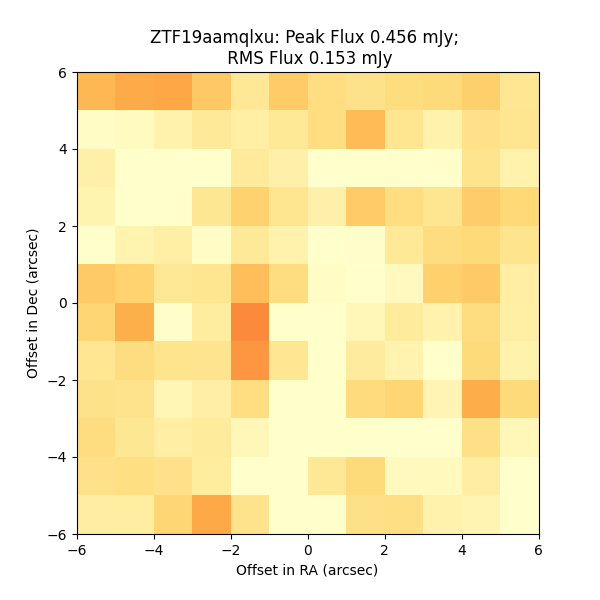 ZTF19aamqlxu: Peak Flux 0.456 mJy;
RMS Flux 0.153 mJy
6
4
2
0
−2
−4
−6
Offset in Dec (arcsec)
−6 −4 −2 0 2 4 6
Offset in RA (arcsec)